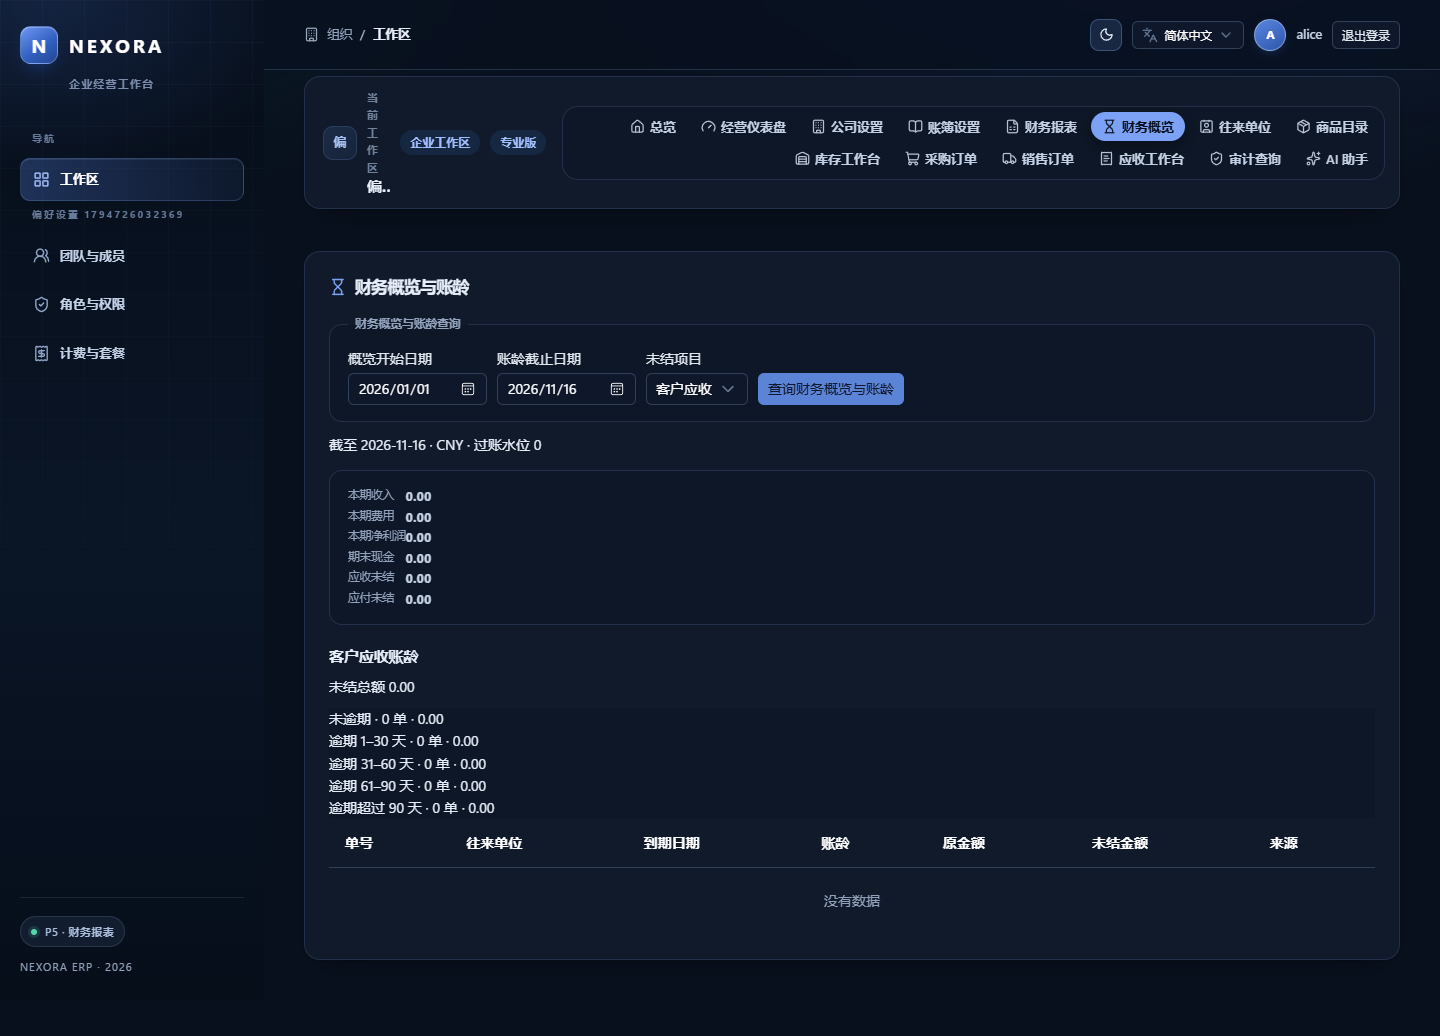 N NEXORA
企业经营工作台
导航
工作区
偏好设置 1794726032369
团队与成员
角色与权限
计费与套餐
P5 · 财务报表
NEXORA ERP · 2026
组织 / 工作区
简体中文
A alice
退出登录
偏
当前工作区
偏..
企业工作区
专业版
总览 经营仪表盘 公司设置 账簿设置 财务报表 财务概览 往来单位 商品目录
库存工作台 采购订单 销售订单 应收工作台 审计查询 AI 助手
财务概览与账龄
财务概览与账龄查询
概览开始日期 账龄截止日期 未结项目
2026/01/01 2026/11/16 客户应收 查询财务概览与账龄
截至 2026-11-16 · CNY · 过账水位 0
本期收入 0.00
本期费用 0.00
本期净利润 0.00
期末现金 0.00
应收未结 0.00
应付未结 0.00
客户应收账龄
未结总额 0.00
未逾期 · 0 单 · 0.00
逾期 1–30 天 · 0 单 · 0.00
逾期 31–60 天 · 0 单 · 0.00
逾期 61–90 天 · 0 单 · 0.00
逾期超过 90 天 · 0 单 · 0.00
单号 往来单位 到期日期 账龄 原金额 未结金额 来源
没有数据